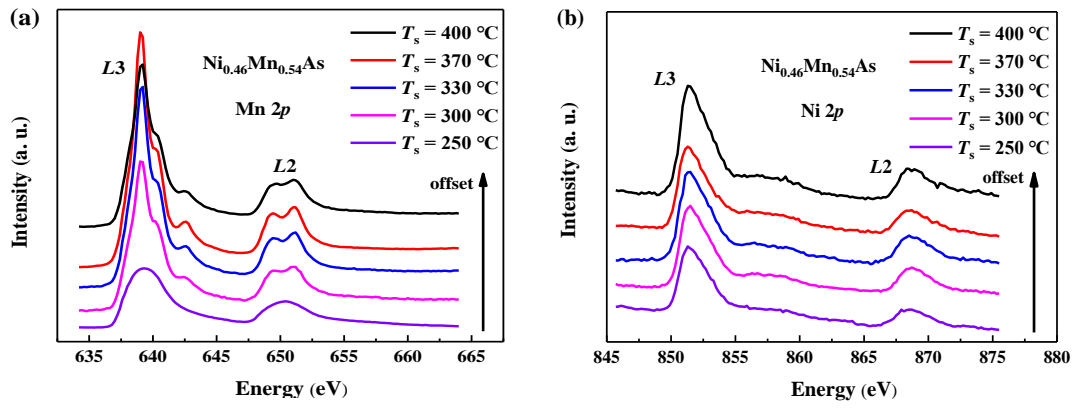 (a)
L3
Ni0.46Mn0.54As
Mn 2p
Ts = 400 °C
Ts = 370 °C
Ts = 330 °C
Ts = 300 °C
Ts = 250 °C
L2
offset
Intensity (a. u.)
635 640 645 650 655 660 665
Energy (eV)
(b)
L3
Ni0.46Mn0.54As
Ni 2p
Ts = 400 °C
Ts = 370 °C
Ts = 330 °C
Ts = 300 °C
Ts = 250 °C
L2
offset
Intensity (a. u.)
845 850 855 860 865 870 875 880
Energy (eV)